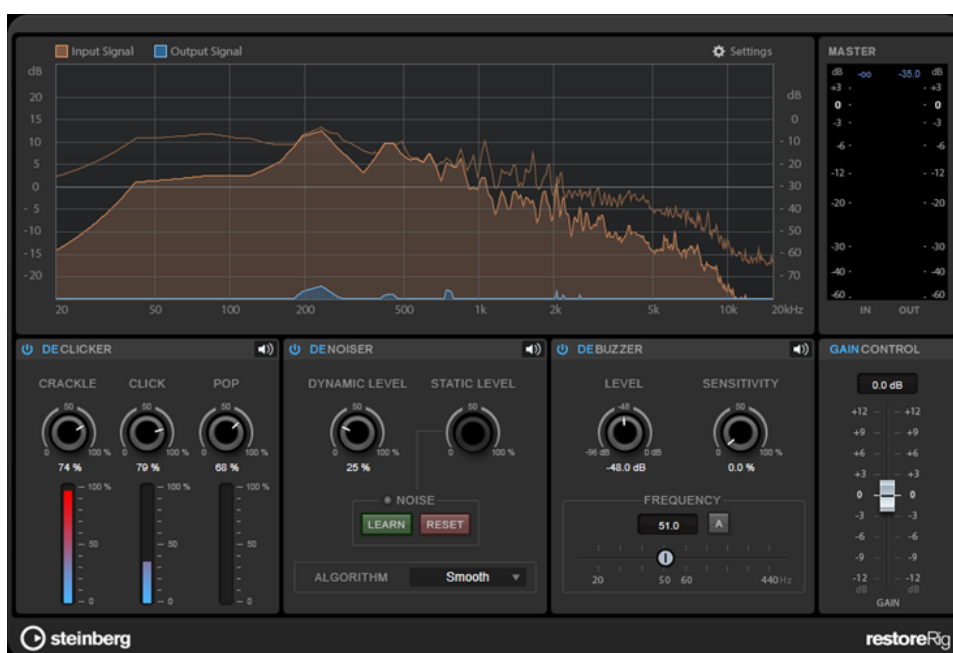 Input Signal Output Signal Settings
MASTER
dB
20
15
10
5
0
- 5
-10
-15
-20
dB
0
- 10
- 20
- 30
- 40
- 50
- 60
- 70
20 50 100 200 500 1k 2k 5k 10k 20kHz
dB -∞ -35.0 dB
+3 +3
0 0
-3 -3
-6 -6
-12 -12
-20 -20
-30 -30
-40 -40
-60 -60
IN OUT
DECLICKER
CRACKLE CLICK POP
50 50 50
0 100 % 0 100 % 0 100 %
74 % 79 % 68 %
100 % 100 % 100 %
50 50 50
0 0 0
DENOISER
DYNAMIC LEVEL STATIC LEVEL
50 50
0 100 % 0 100 %
25 %
NOISE
LEARN RESET
ALGORITHM Smooth
DEBUZZER
LEVEL SENSITIVITY
-48 50
-96 dB 0 dB 0 100 %
-48.0 dB 0.0 %
FREQUENCY
51.0 A
20 50 60 440 Hz
GAIN CONTROL
0.0 dB
+12 +12
+9 +9
+6 +6
+3 +3
0 0
-3 -3
-6 -6
-9 -9
-12 -12
dB dB
GAIN
steinberg
restoreRig